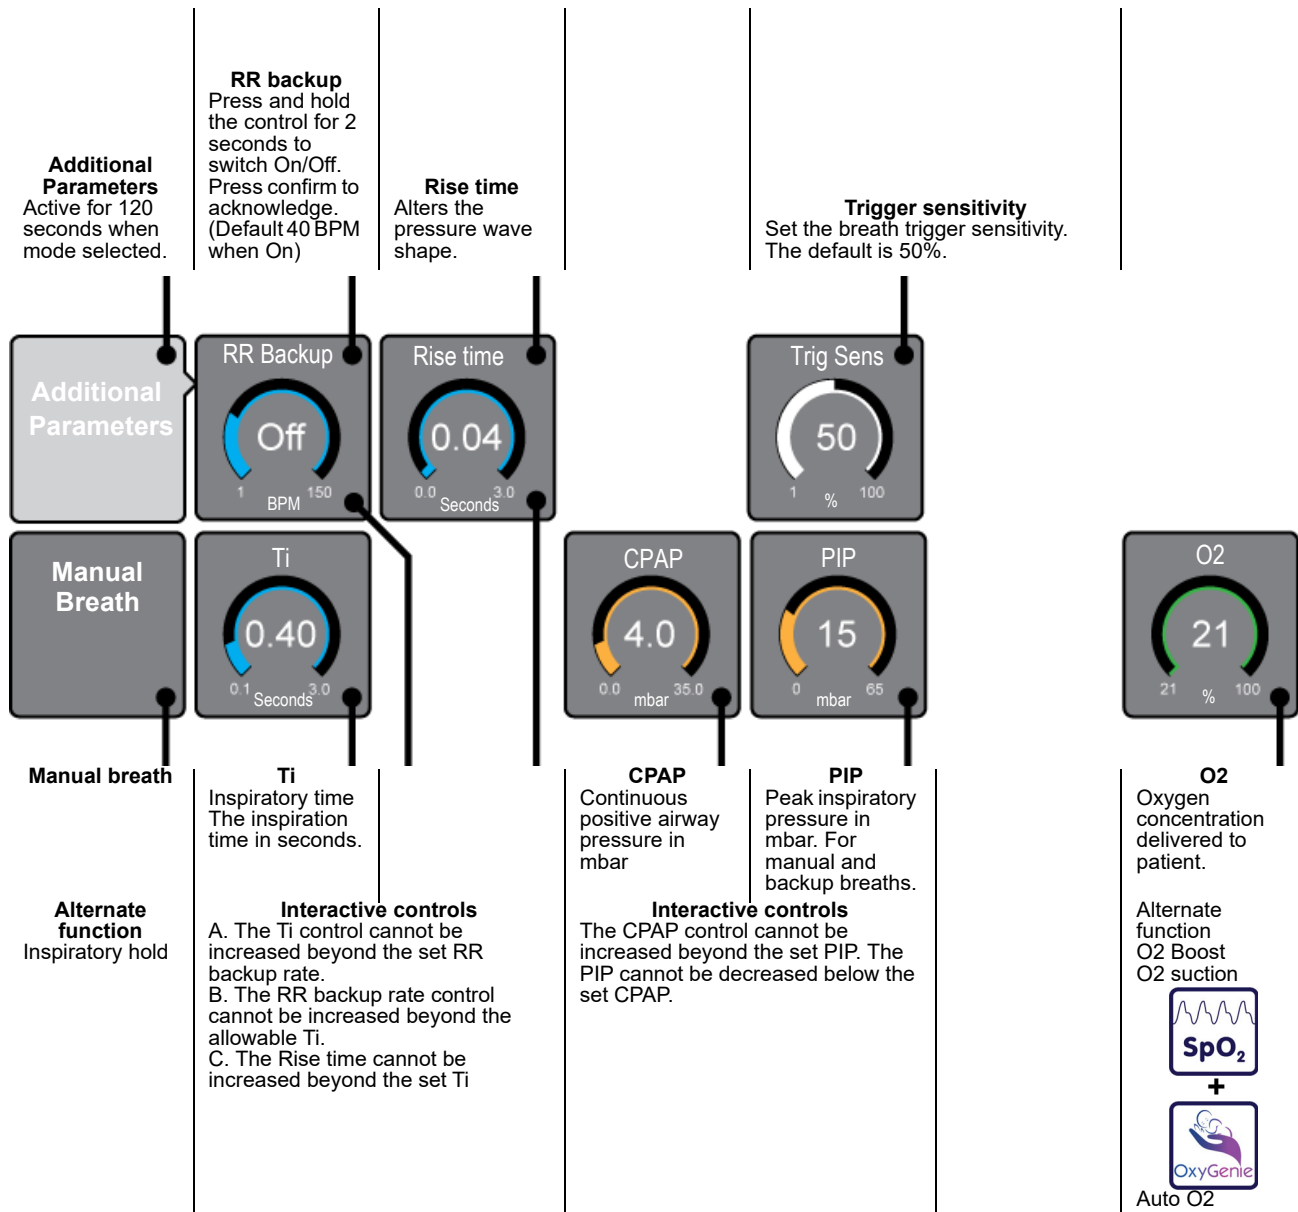 RR backup
Press and hold
the control for 2
seconds to
switch On/Off.
Press confirm to
acknowledge.
(Default 40 BPM
when On)
Additional
Parameters
Active for 120
seconds when
mode selected.
Rise time
Alters the
pressure wave
shape.
Trigger sensitivity
Set the breath trigger sensitivity.
The default is 50%.
Additional
Parameters
RR Backup
Off
1
150
BPM
Rise time
0.04
0.0
3.0
Seconds
Trig Sens
50
1
100
%
Manual
Breath
Ti
0.40
0.1
3.0
Seconds
CPAP
4.0
0.0
35.0
mbar
PIP
15
0
65
mbar
O2
21
21
100
%
Manual breath
Ti
Inspiratory time
The inspiration
time in seconds.
CPAP
Continuous
positive airway
pressure in
mbar
PIP
Peak inspiratory
pressure in
mbar. For
manual and
backup breaths.
O2
Oxygen
concentration
delivered to
patient.
Alternate
function
Inspiratory hold
Interactive controls
A. The Ti control cannot be
increased beyond the set RR
backup rate.
B. The RR backup rate control
cannot be increased beyond the
allowable Ti.
C. The Rise time cannot be
increased beyond the set Ti
Interactive controls
The CPAP control cannot be
increased beyond the set PIP. The
PIP cannot be decreased below the
set CPAP.
Alternate
function
O2 Boost
O2 suction
SpO₂
+
OxyGenie
Auto O2